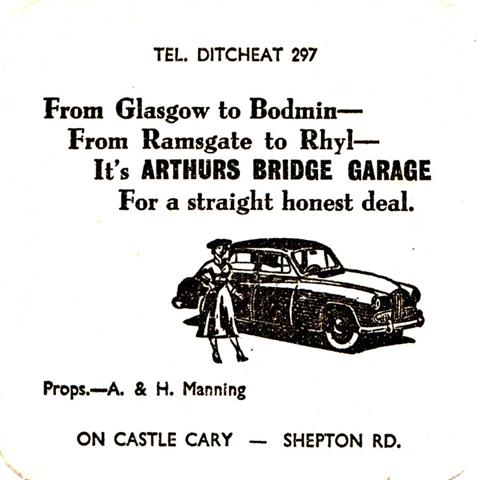 TEL. DITCHEAT 297
From Glasgow to Bodmin—
From Ramsgate to Rhyl—
It's ARTHURS BRIDGE GARAGE
For a straight honest deal.
Props.—A. & H. Manning
ON CASTLE CARY — SHEPTON RD.